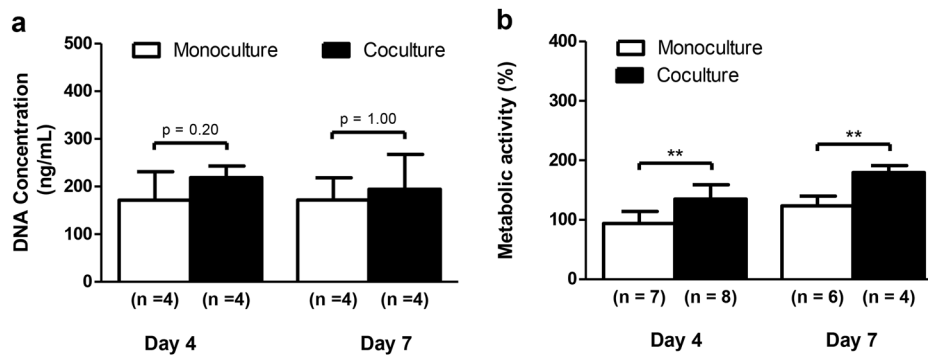 a
500
400
300
200
100
0
DNA Concentration
(ng/mL)
Monoculture
Coculture
p = 0.20
p = 1.00
(n =4)
(n =4)
(n =4)
(n =4)
Day 4
Day 7
b
400
300
200
100
0
Metabolic activity (%)
Monoculture
Coculture
**
**
(n = 7)
(n = 8)
(n = 6)
(n = 4)
Day 4
Day 7